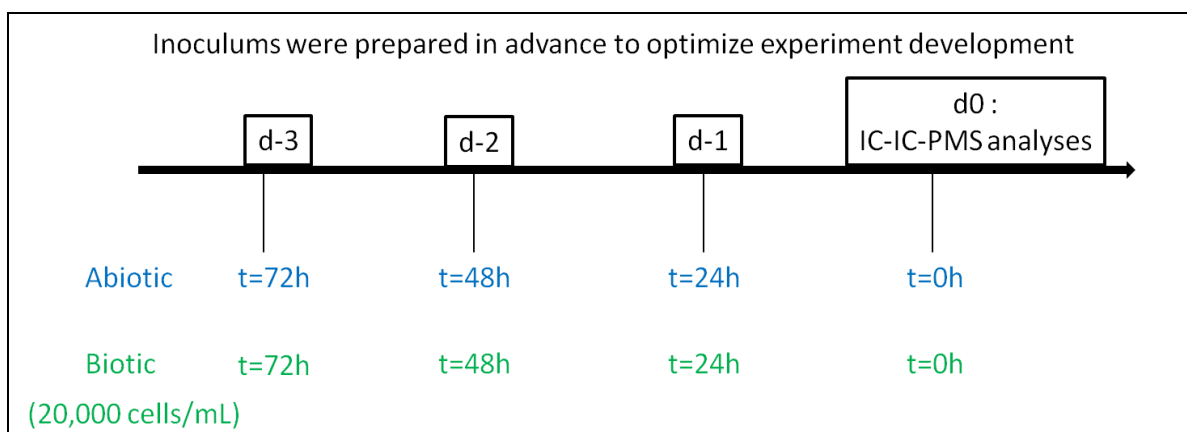 Inoculums were prepared in advance to optimize experiment development
d-3
d-2
d-1
d0 :
IC-IC-PMS analyses
Abiotic t=72h t=48h t=24h t=0h
Biotic t=72h t=48h t=24h t=0h
(20,000 cells/mL)